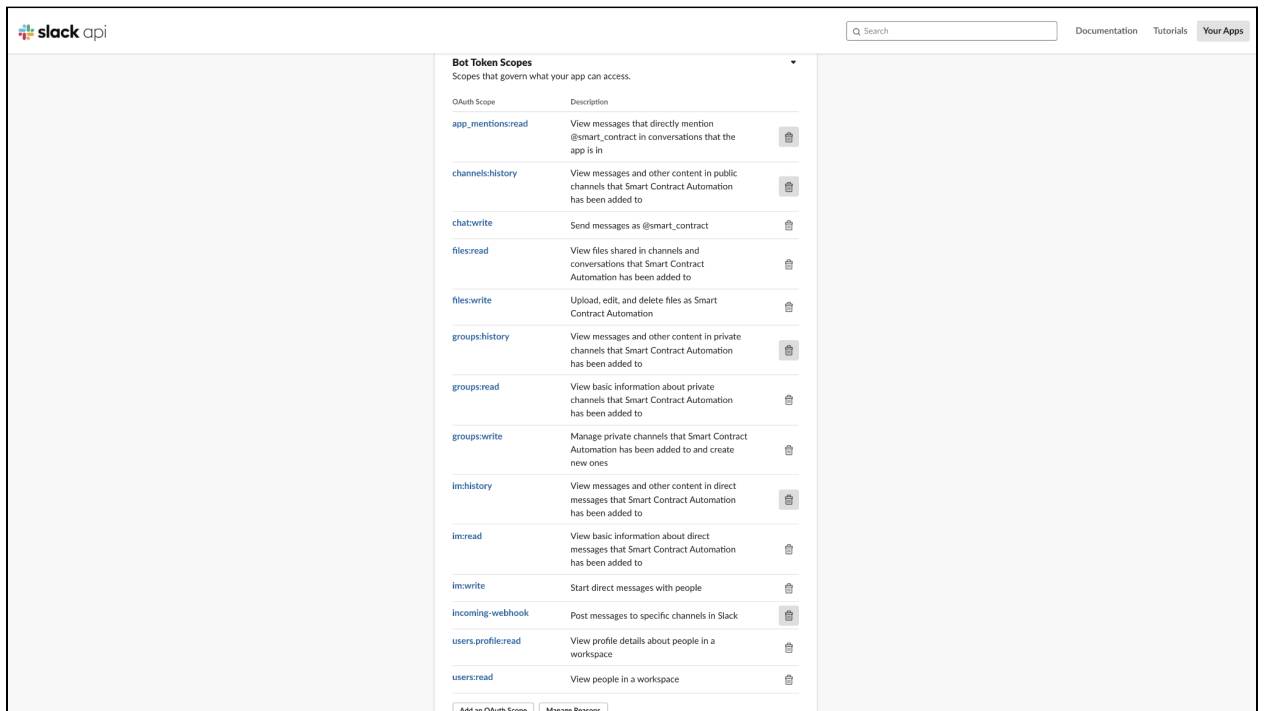 slack api
Search
Documentation
Tutorials
Your Apps
Bot Token Scopes
Scopes that govern what your app can access.
OAuth Scope
Description
app_mentions:read
View messages that directly mention
@smart_contract in conversations that the
app is in
channels:history
View messages and other content in public
channels that Smart Contract Automation
has been added to
chat:write
Send messages as @smart_contract
files:read
View files shared in channels and
conversations that Smart Contract
Automation has been added to
files:write
Upload, edit, and delete files as Smart
Contract Automation
groups:history
View messages and other content in private
channels that Smart Contract Automation
has been added to
groups:read
View basic information about private
channels that Smart Contract Automation
has been added to
groups:write
Manage private channels that Smart Contract
Automation has been added to and create
new ones
im:history
View messages and other content in direct
messages that Smart Contract Automation
has been added to
im:read
View basic information about direct
messages that Smart Contract Automation
has been added to
im:write
Start direct messages with people
incoming-webhook
Post messages to specific channels in Slack
users.profile:read
View profile details about people in a
workspace
users:read
View people in a workspace
Add an OAuth Scope
Manage Reasons